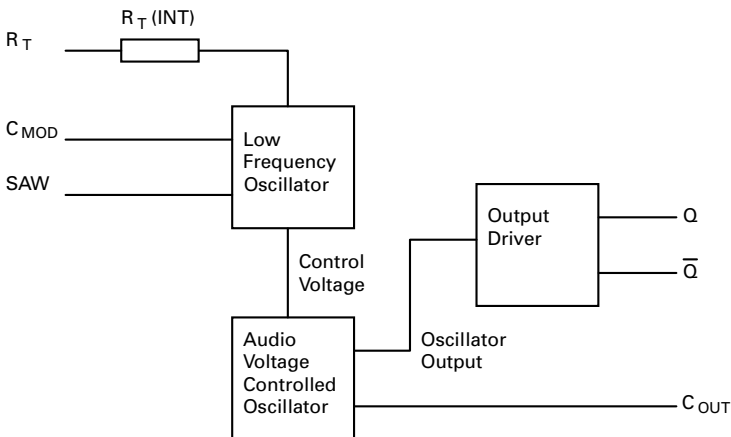 R T (INT)
R T
C MOD
SAW
Low
Frequency
Oscillator
Output
Driver
Q
Q̅
Control
Voltage
Audio
Voltage
Controlled
Oscillator
Oscillator
Output
C OUT